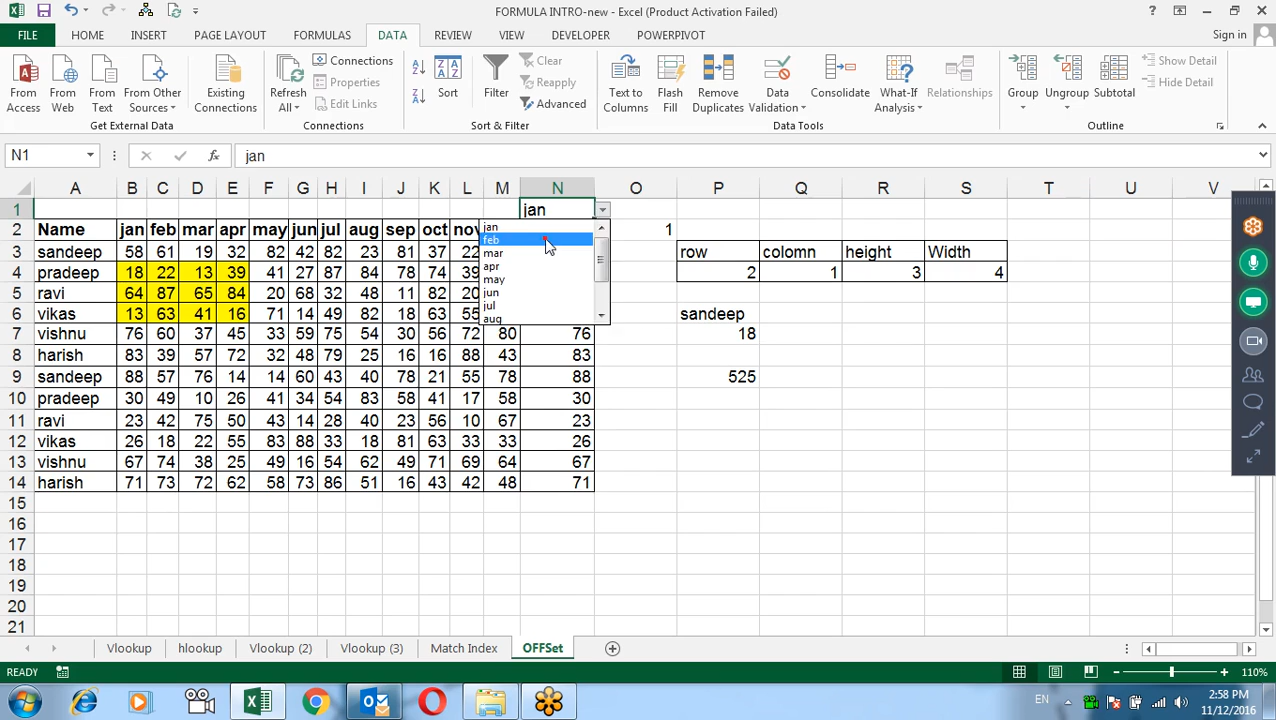 FORMULA INTRO-new - Excel (Product Activation Failed)
FILE HOME INSERT PAGE LAYOUT FORMULAS DATA REVIEW VIEW DEVELOPER POWERPIVOT Sign in
From Access From Web From Text From Other Sources Existing Connections Refresh All Connections Properties Edit Links Sort Filter Clear Reapply Advanced Text to Columns Flash Fill Remove Duplicates Data Validation Consolidate What-If Analysis Relationships Group Ungroup Subtotal Show Detail Hide Detail
Get External Data Connections Sort & Filter Data Tools Outline
N1 fx jan
A B C D E F G H I J K L M N O P Q R S T U V
1 jan
2 Name jan feb mar apr may jun jul aug sep oct nov jan 1
feb
3 sandeep 58 61 19 32 82 42 82 23 81 37 22 mar row colomn height Width
4 pradeep 18 22 13 39 41 27 87 84 78 74 39 apr 2 1 3 4
may
5 ravi 64 87 65 84 20 68 32 48 11 82 20 jun
jul
6 vikas 13 63 41 16 71 14 49 82 18 63 55 aug sandeep
7 vishnu 76 60 37 45 33 59 75 54 30 56 72 80 76 18
8 harish 83 39 57 72 32 48 79 25 16 16 88 43 83
9 sandeep 88 57 76 14 14 60 43 40 78 21 55 78 88 525
10 pradeep 30 49 10 26 41 34 54 83 58 41 17 58 30
11 ravi 23 42 75 50 43 14 28 40 23 56 10 67 23
12 vikas 26 18 22 55 83 88 33 18 81 63 33 33 26
13 vishnu 67 74 38 25 49 16 54 62 49 71 69 64 67
14 harish 71 73 72 62 58 73 86 51 16 43 42 48 71
15
16
17
18
19
20
21
Vlookup hlookup Vlookup (2) Vlookup (3) Match Index OFFSet
READY 110%
EN 2:58 PM
11/12/2016